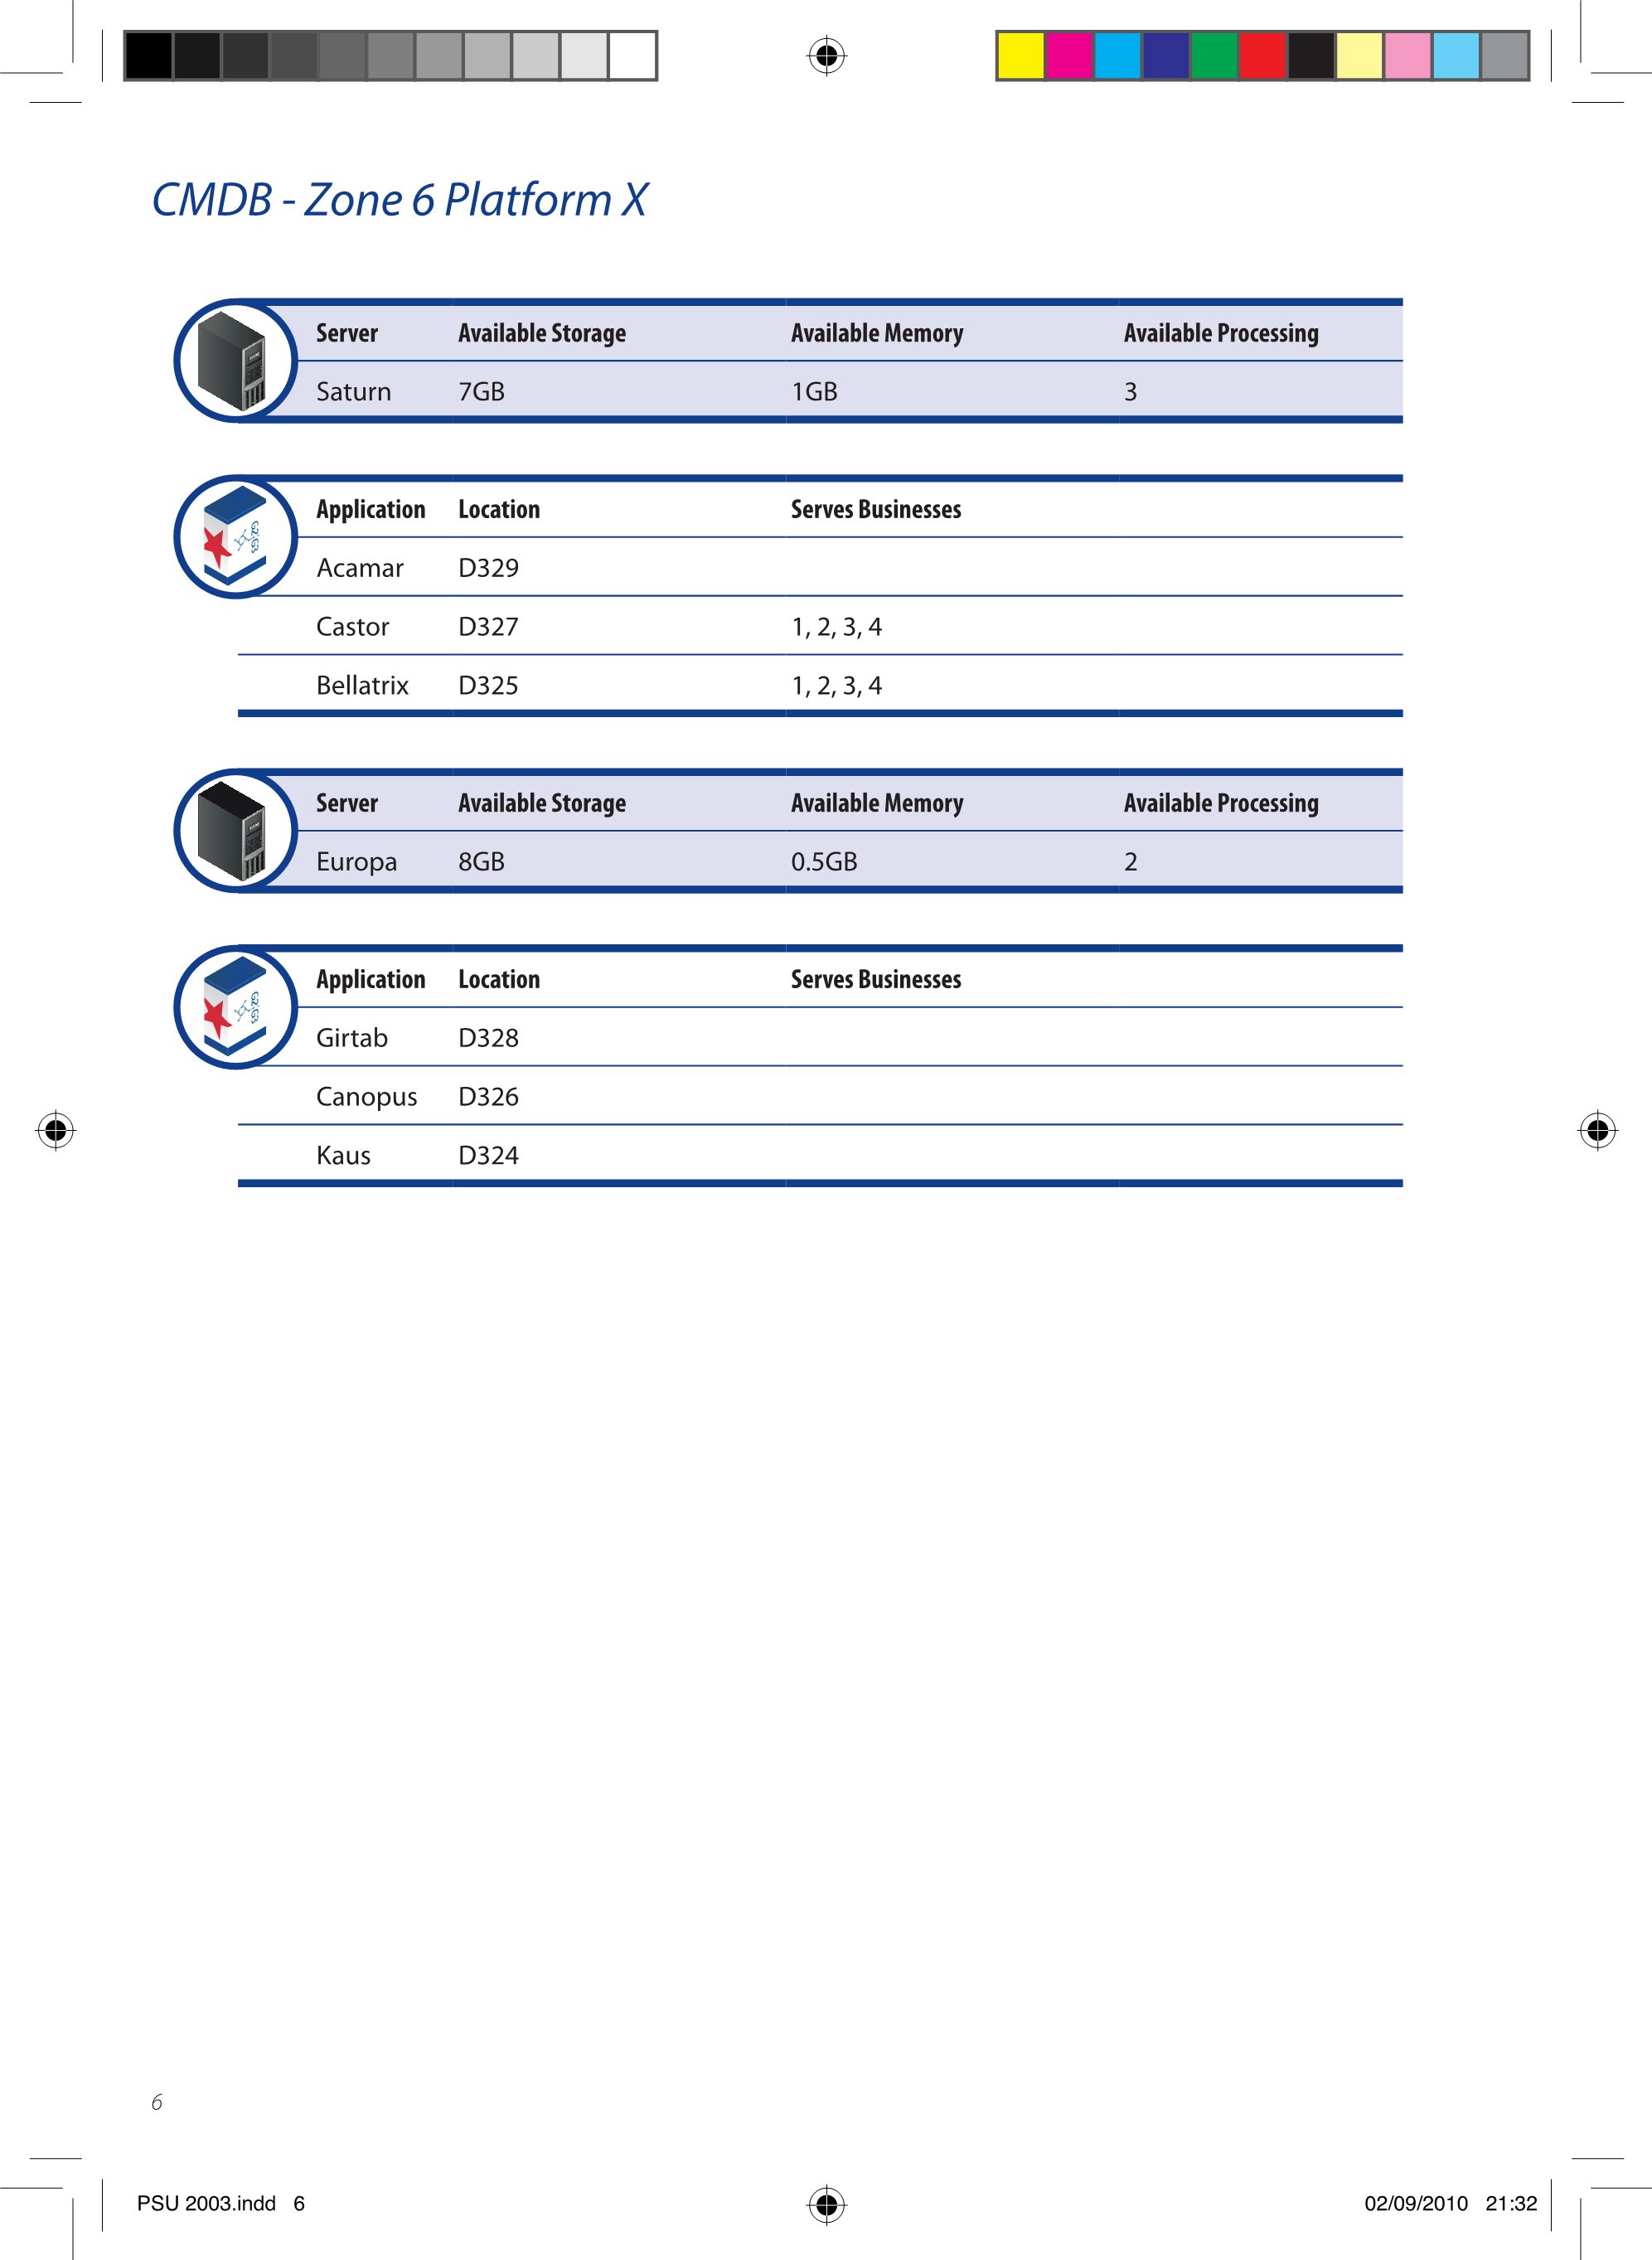 CMDB - Zone 6 Platform X
Server Available Storage Available Memory Available Processing
Saturn 7GB 1GB 3
Application Location Serves Businesses
Acamar D329
Castor D327 1, 2, 3, 4
Bellatrix D325 1, 2, 3, 4
Server Available Storage Available Memory Available Processing
Europa 8GB 0.5GB 2
Application Location Serves Businesses
Girtab D328
Canopus D326
Kaus D324
6
PSU 2003.indd 6 02/09/2010 21:32